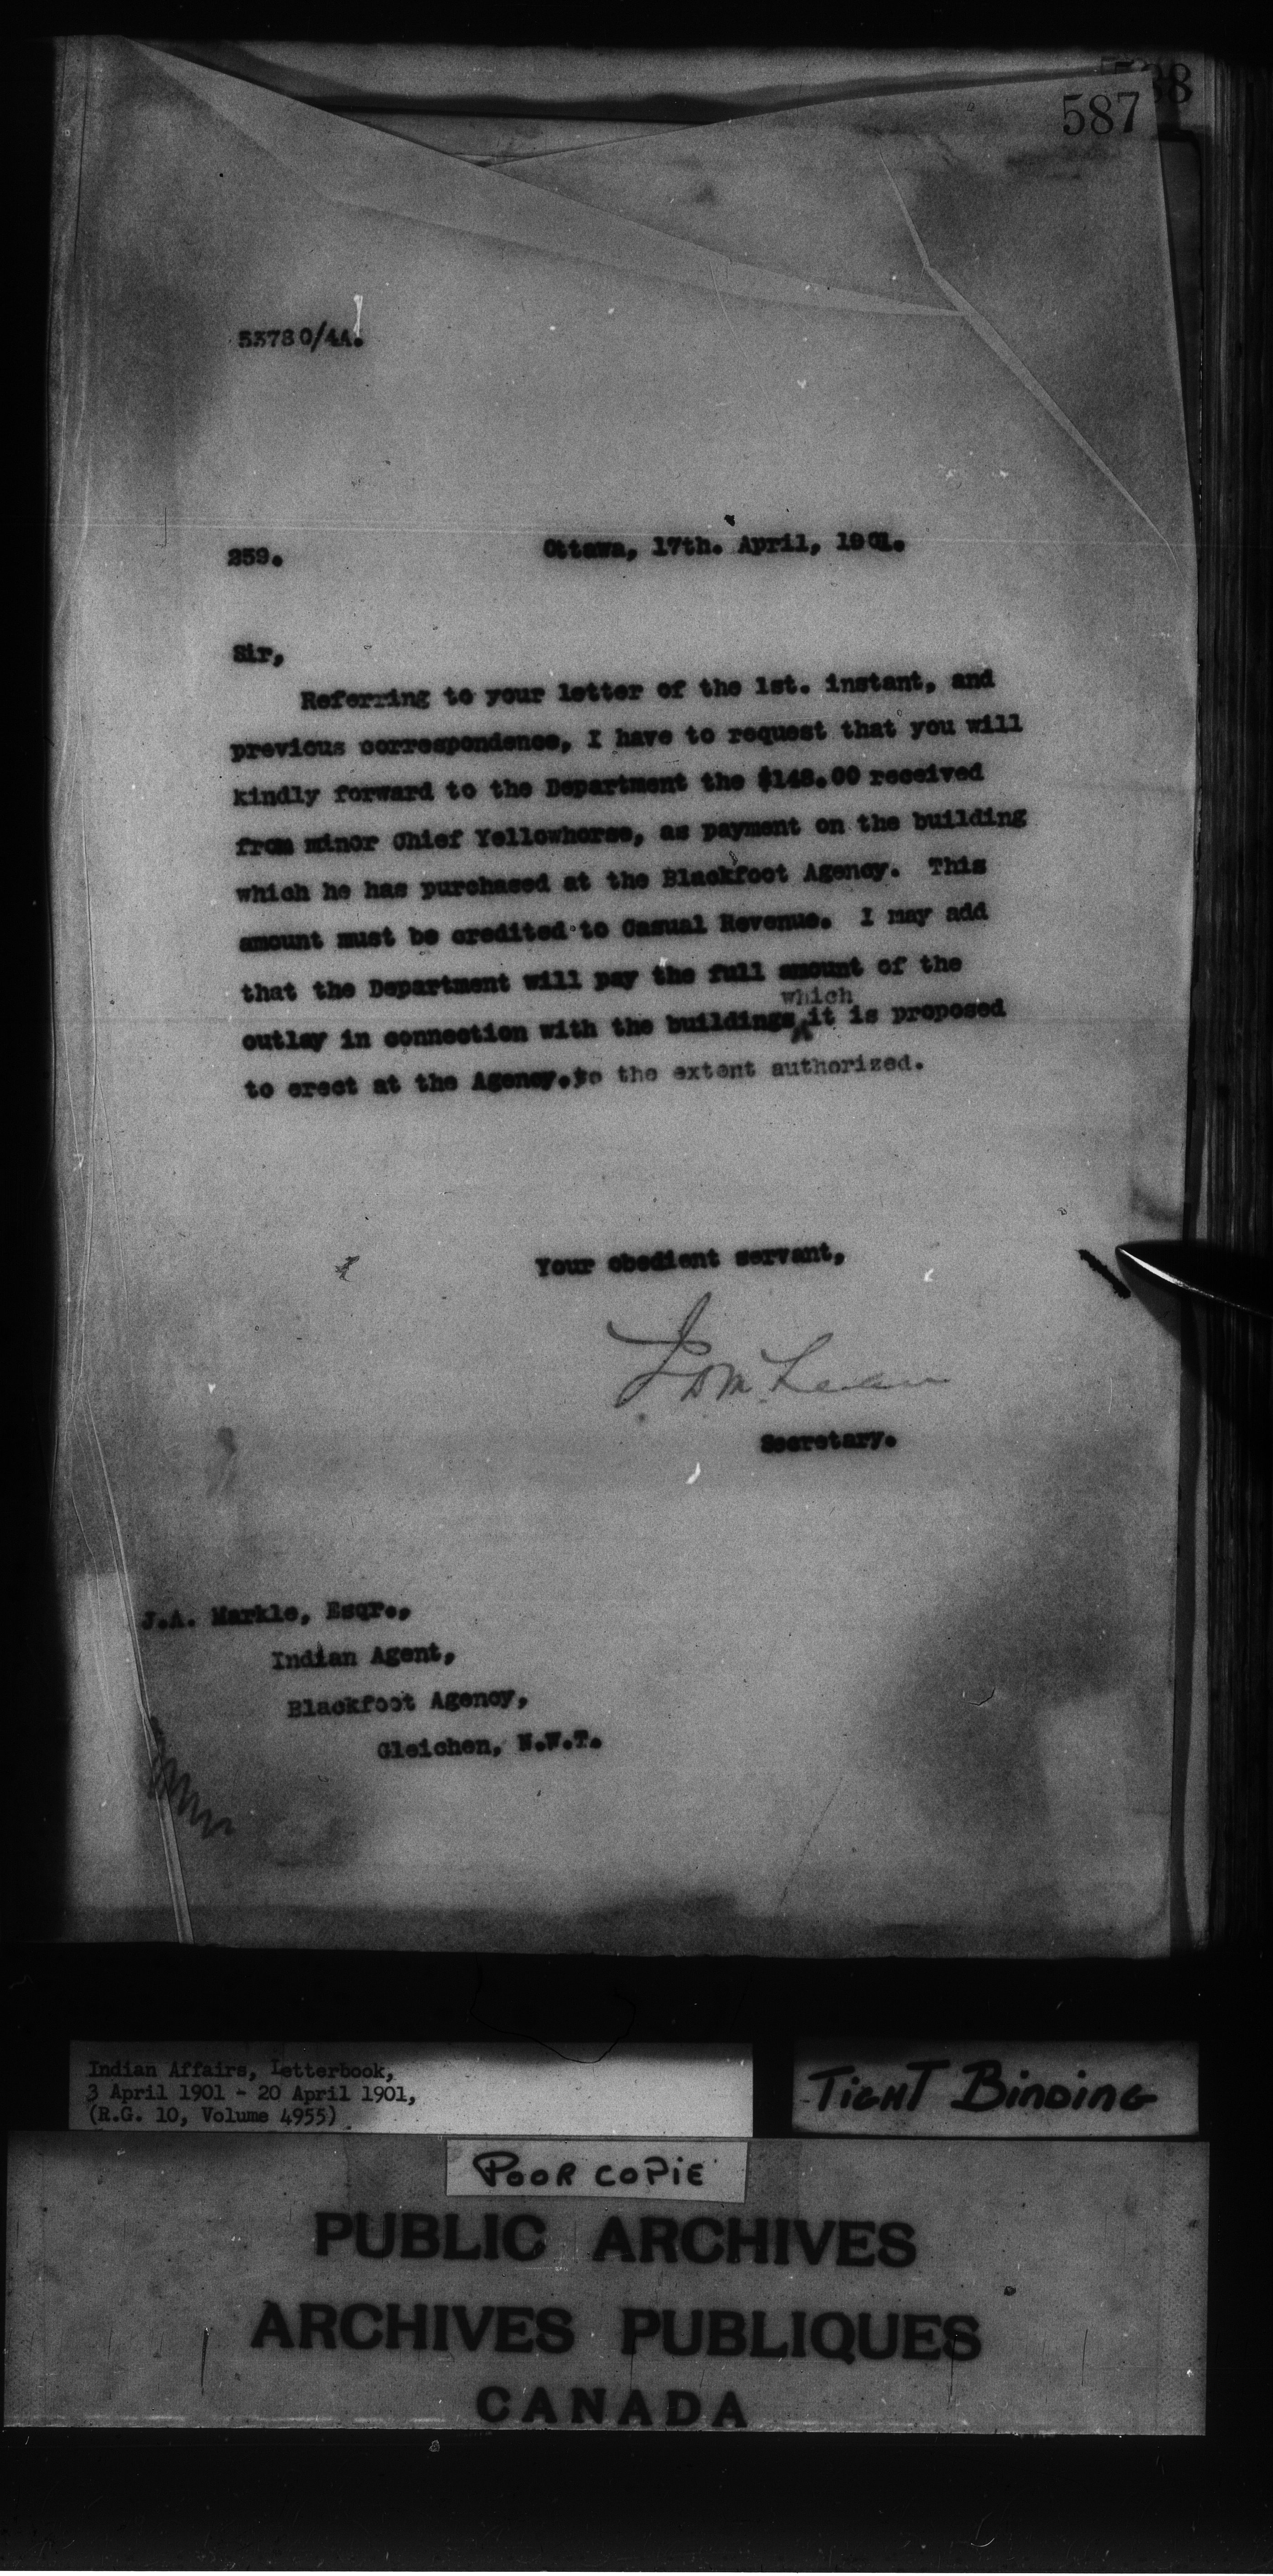 587
53780/4A.
259.
Ottawa, 17th. April, 1901.
Sir,
Referring to your letter of the 1st. instant, and
previous correspondence, I have to request that you will
kindly forward to the Department the $148.00 received
from minor Chief Yellowhorse, as payment on the building
which he has purchased at the Blackfoot Agency. This
amount must be credited to Casual Revenue. I may add
that the Department will pay the full amount of the
which
outlay in connection with the buildings it is proposed
to erect at the Agency. to the extent authorized.
Your obedient servant,
Secretary.
J.A. Markle, Esqr.,
Indian Agent,
Blackfoot Agency,
Gleichen, N.W.T.
Indian Affairs, Letterbook,
3 April 1901 - 20 April 1901,
(R.G. 10, Volume 4955)
TIGHT BINDING
POOR COPIE
PUBLIC ARCHIVES
ARCHIVES PUBLIQUES
CANADA